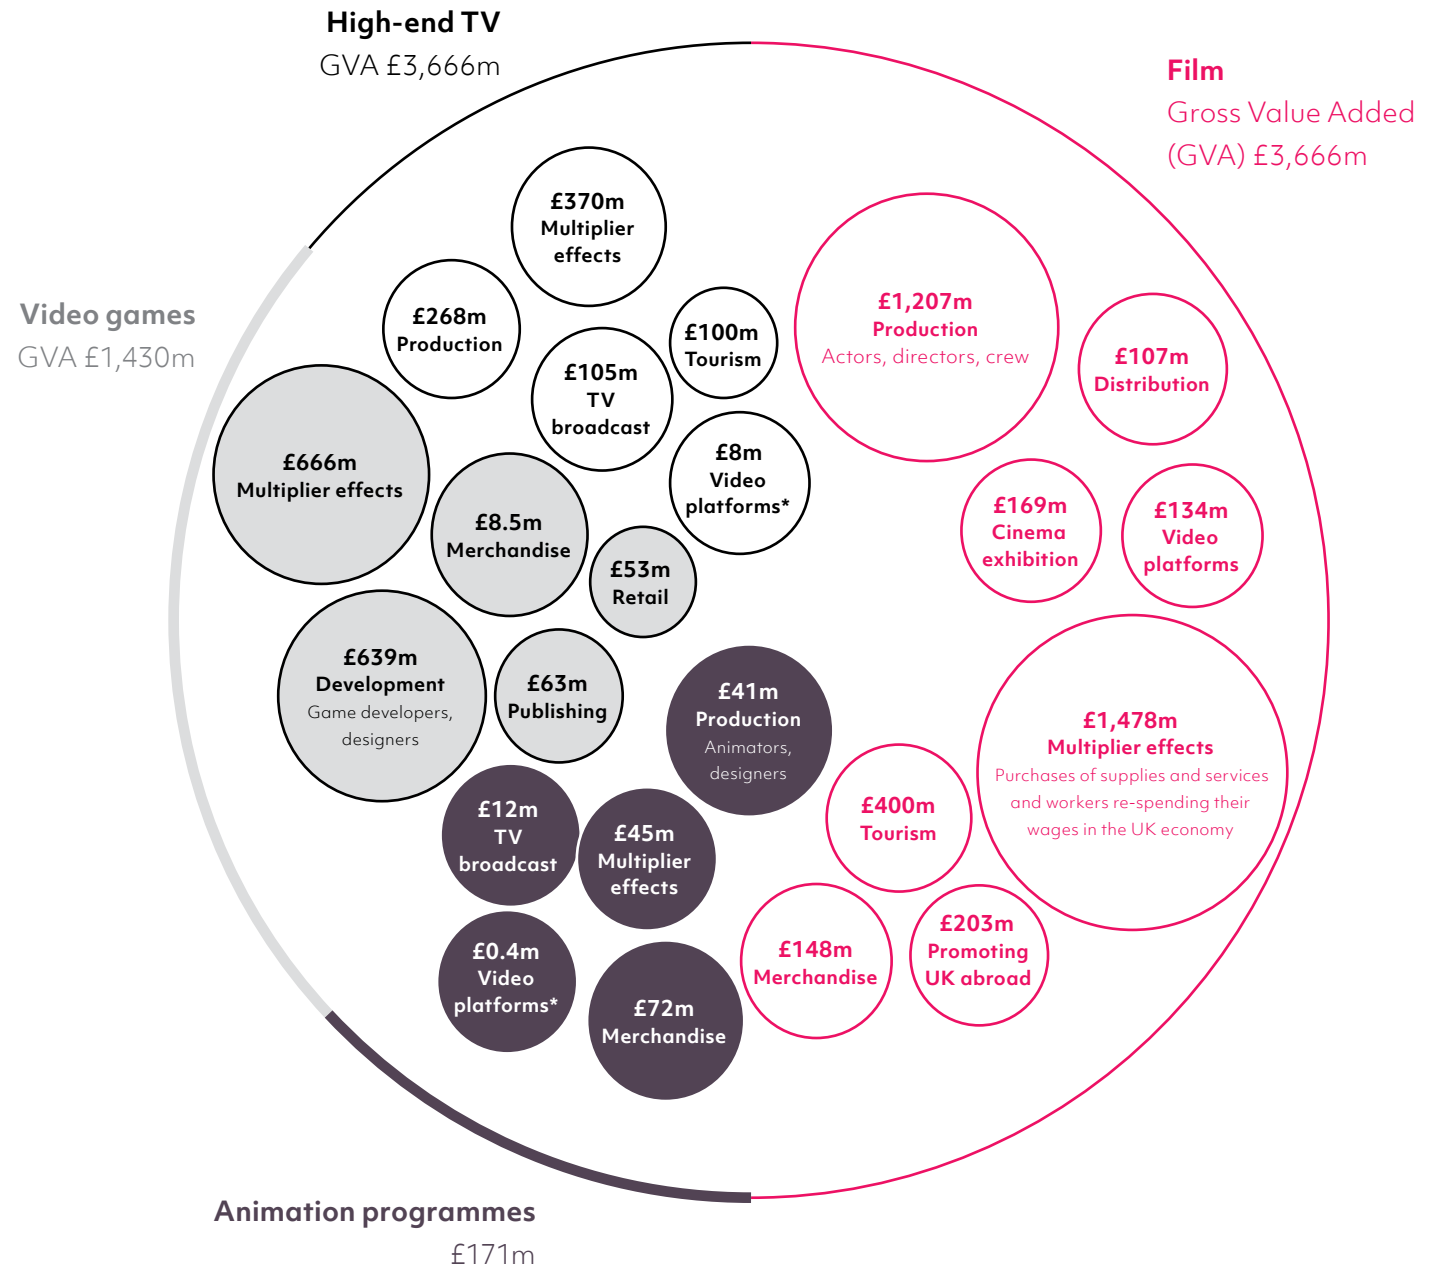 High-end TV
GVA £3,666m
Film
Gross Value Added
(GVA) £3,666m
Video games
GVA £1,430m
£370m
Multiplier
effects
£268m
Production
£100m
Tourism
£105m
TV
broadcast
£8m
Video
platforms*
£1,207m
Production
Actors, directors, crew
£107m
Distribution
£169m
Cinema
exhibition
£134m
Video
platforms
£666m
Multiplier effects
£8.5m
Merchandise
£53m
Retail
£639m
Development
Game developers,
designers
£63m
Publishing
£41m
Production
Animators,
designers
£12m
TV
broadcast
£45m
Multiplier
effects
£0.4m
Video
platforms*
£72m
Merchandise
£1,478m
Multiplier effects
Purchases of supplies and services
and workers re-spending their
wages in the UK economy
£400m
Tourism
£148m
Merchandise
£203m
Promoting
UK abroad
Animation programmes
£171m